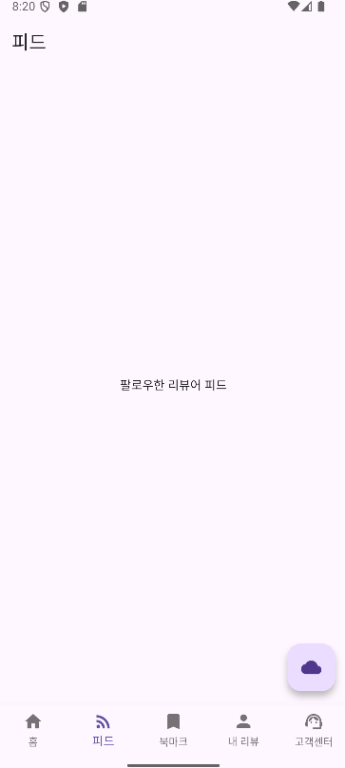 8:20
피드
팔로우한 리뷰어 피드
홈
피드
북마크
내 리뷰
고객센터